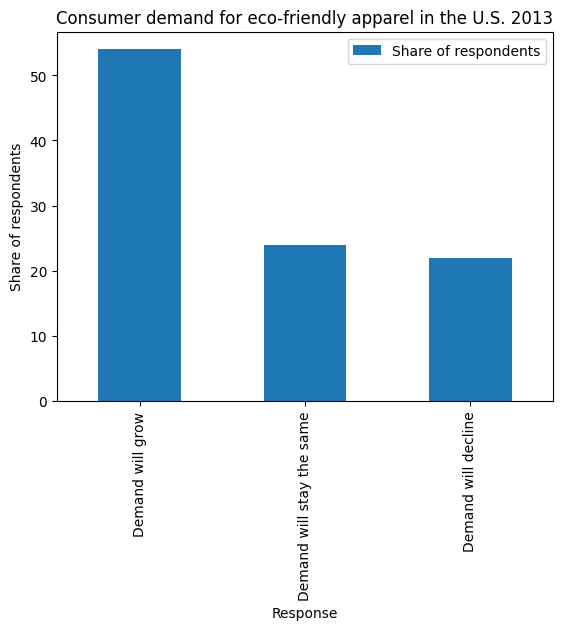 Consumer demand for eco-friendly apparel in the U.S. 2013
Share of respondents
Share of respondents
50
40
30
20
10
0
Demand will grow
Demand will stay the same
Demand will decline
Response